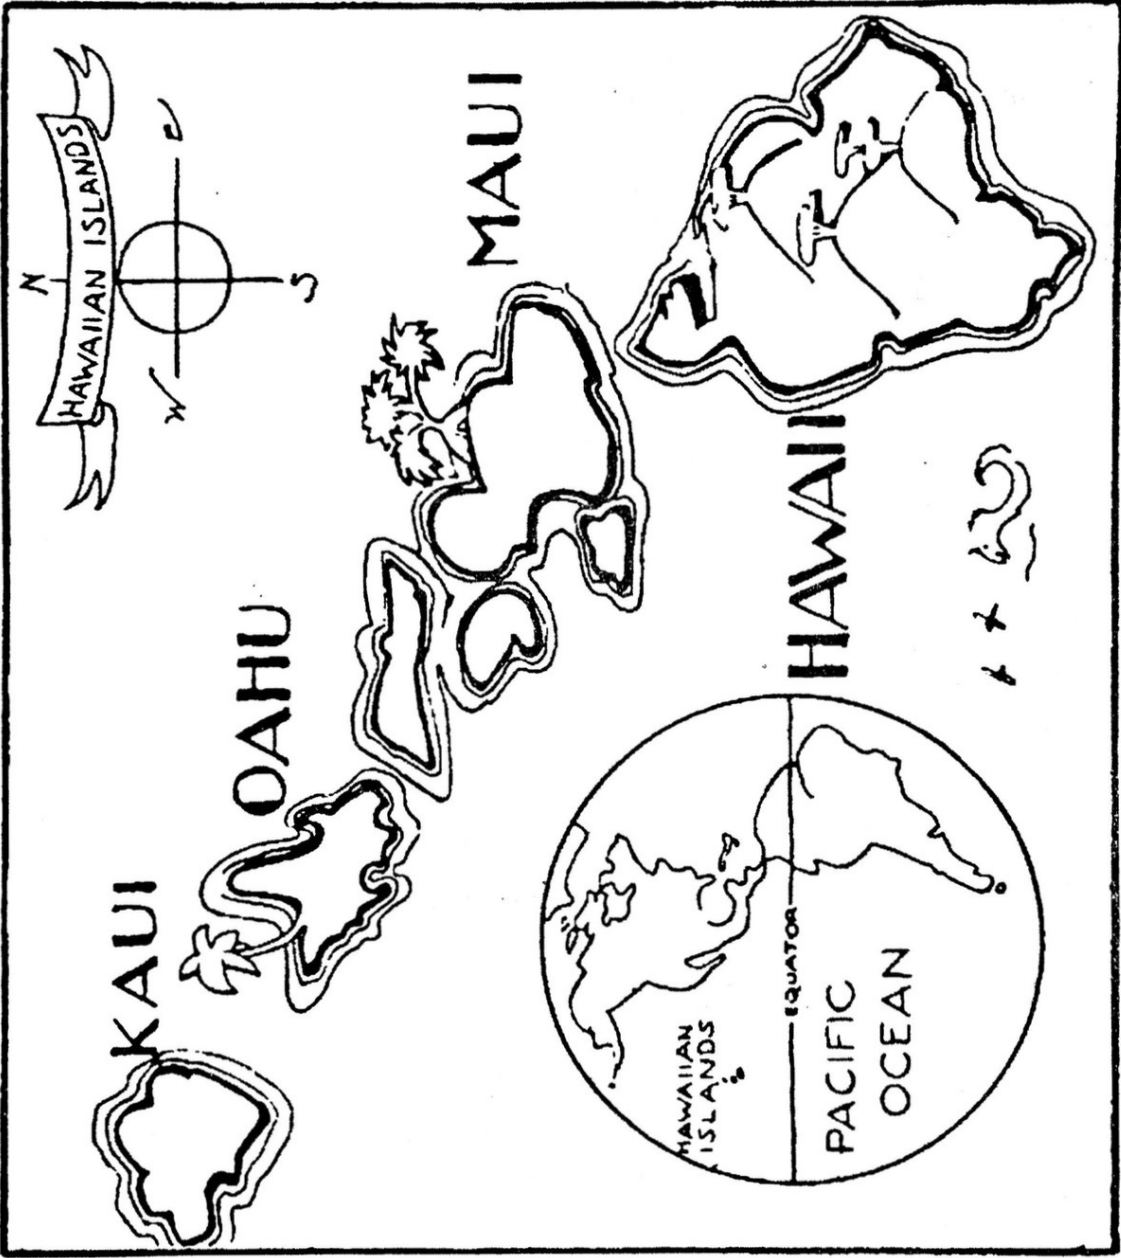 KAUI
OAHU
MAUI
N
HAWAIIAN ISLANDS
W
E
S
HAWAII
HAWAIIAN
ISLANDS
EQUATOR
PACIFIC
OCEAN